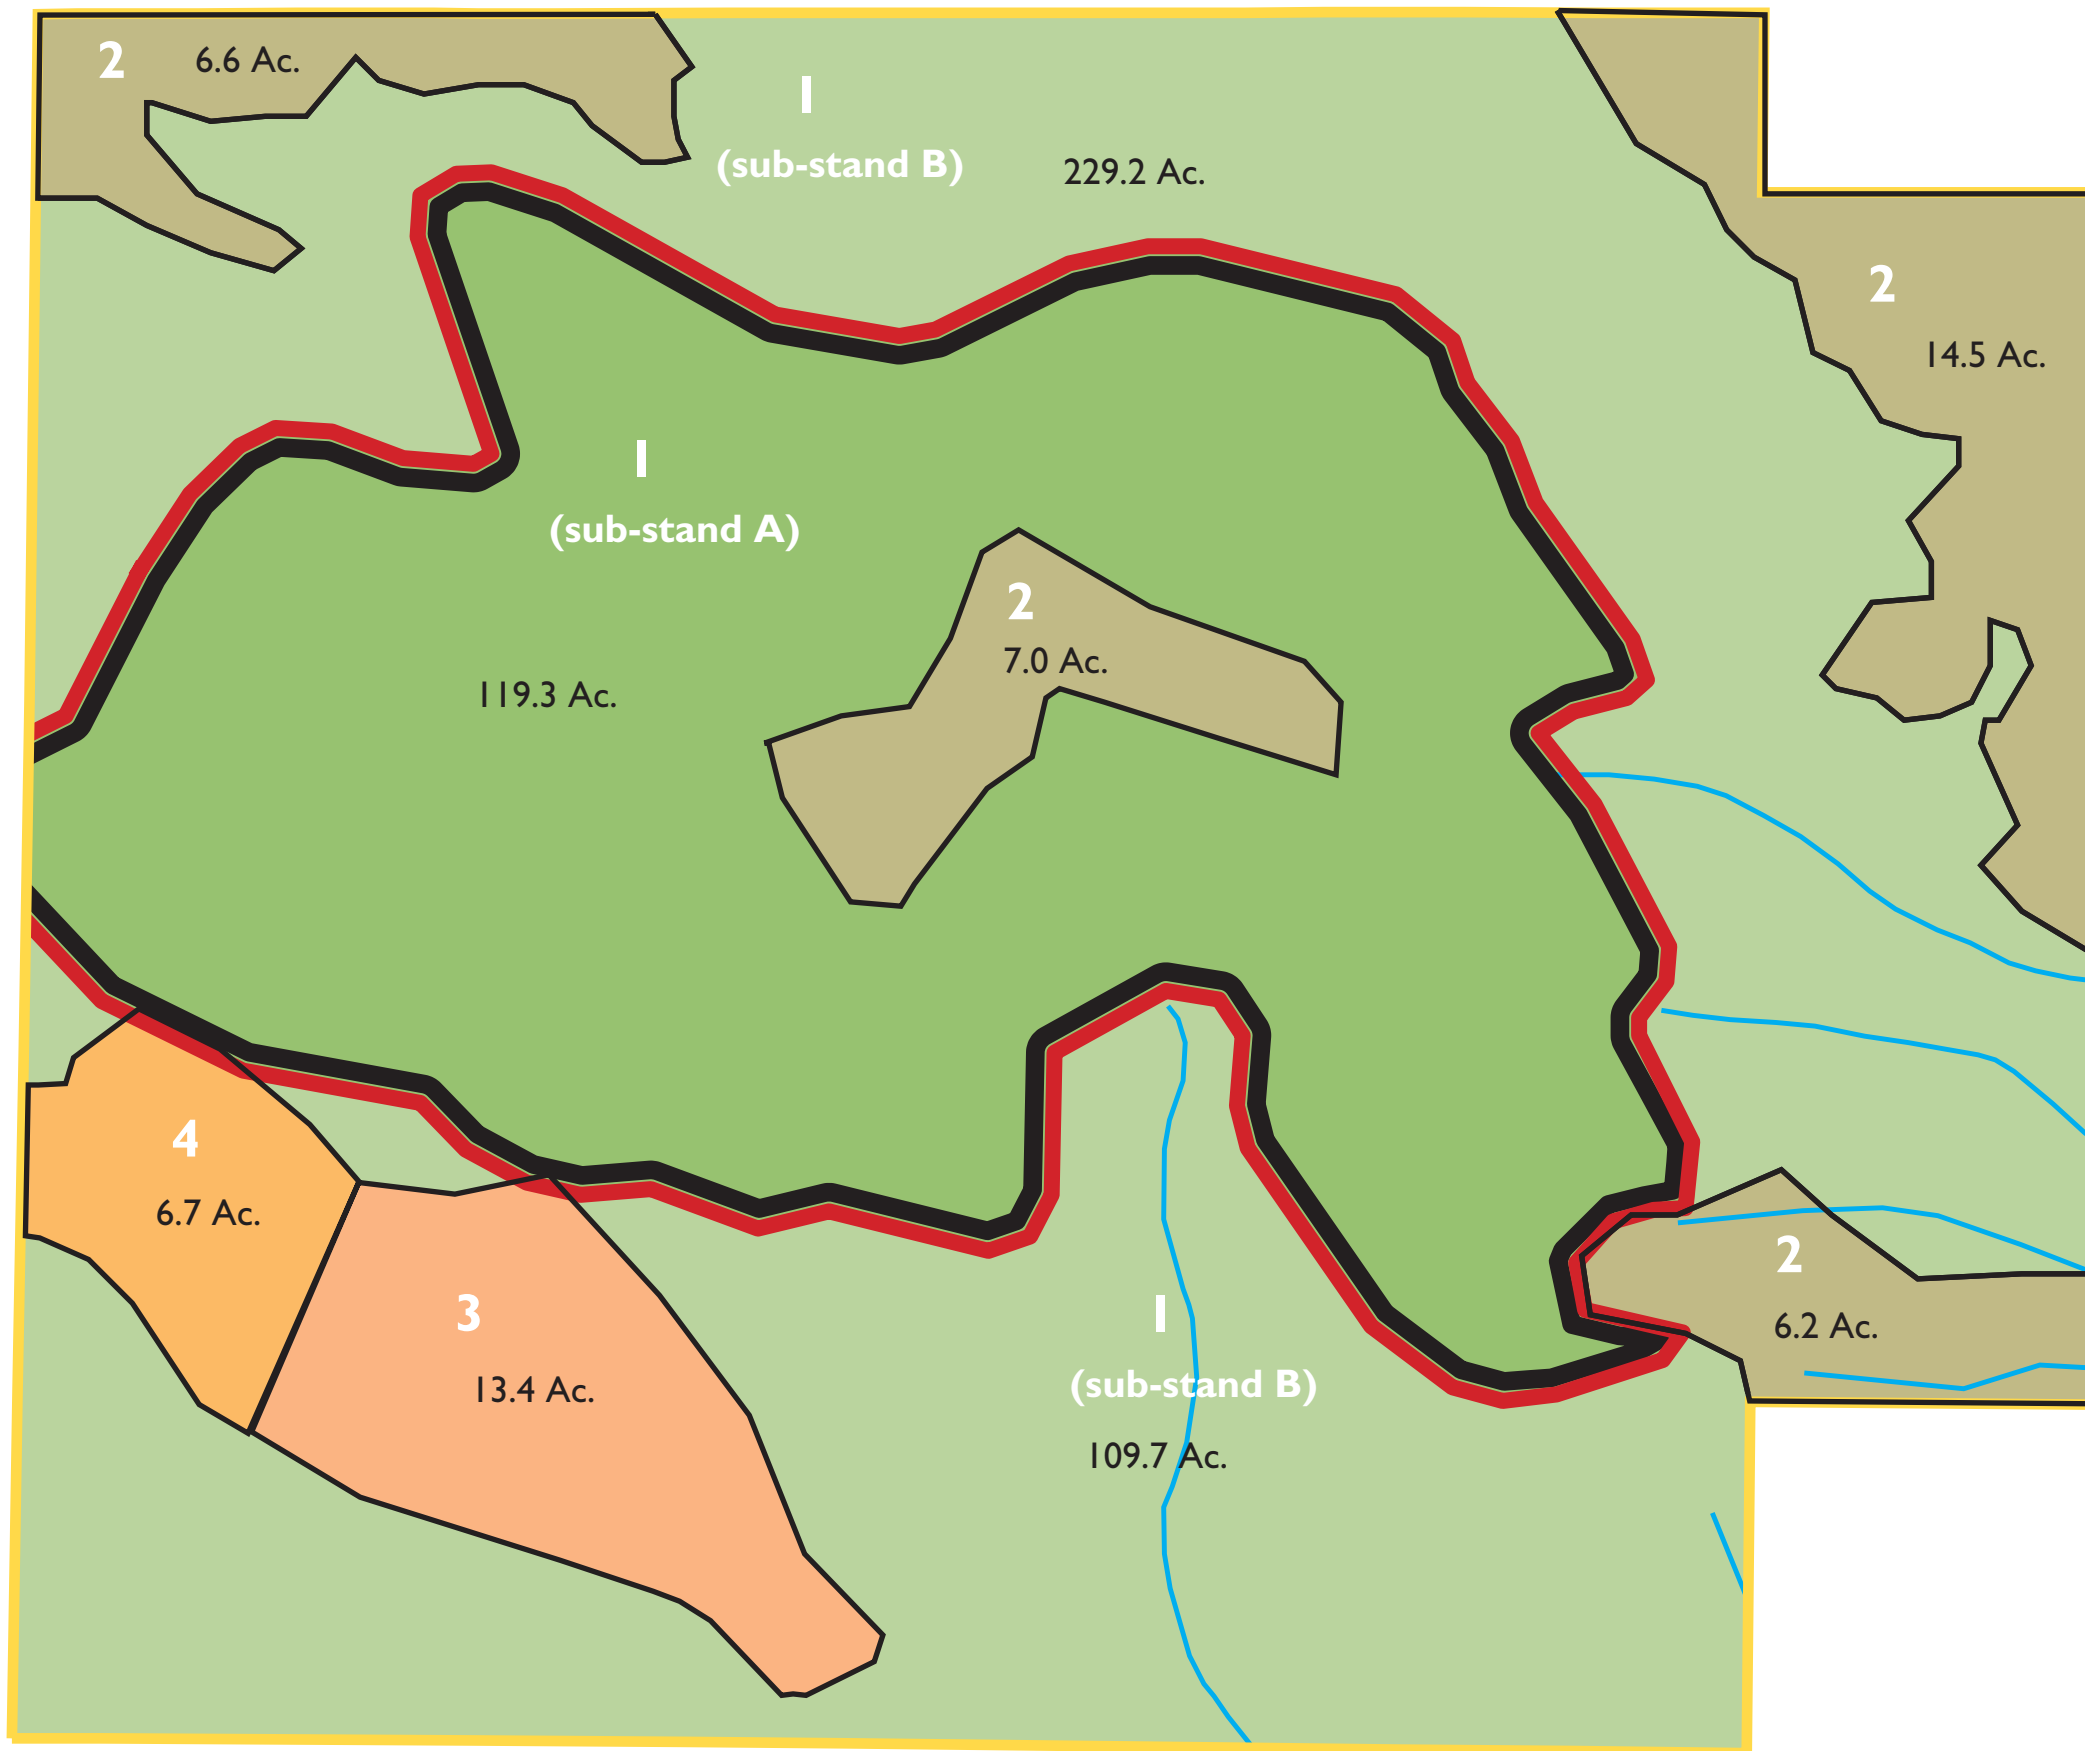 2 6.6 Ac.
1
(sub-stand B)
229.2 Ac.
2
14.5 Ac.
1
(sub-stand A)
119.3 Ac.
2
7.0 Ac.
4
6.7 Ac.
3
13.4 Ac.
1
(sub-stand B)
109.7 Ac.
2
6.2 Ac.